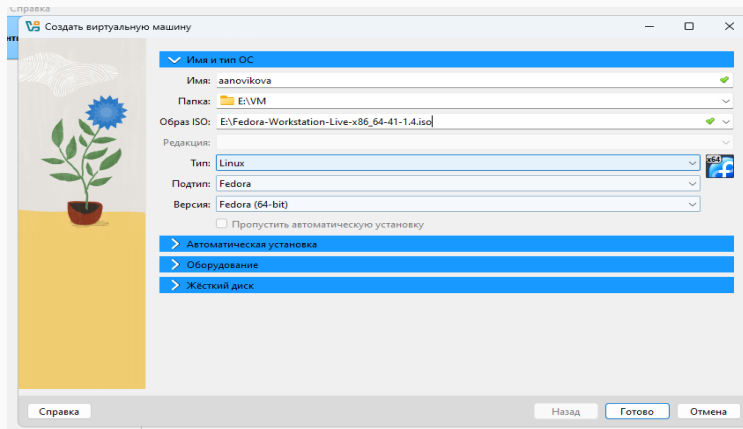 Справка
Создать виртуальную машину
Имя и тип ОС
Имя: aanovikova
Папка: E:\VM
Образ ISO: E:\Fedora-Workstation-Live-x86_64-41-1.4.iso
Редакция:
Тип: Linux
x64
Подтип: Fedora
Версия: Fedora (64-bit)
Пропустить автоматическую установку
Автоматическая установка
Оборудование
Жёсткий диск
Справка Назад Готово Отмена